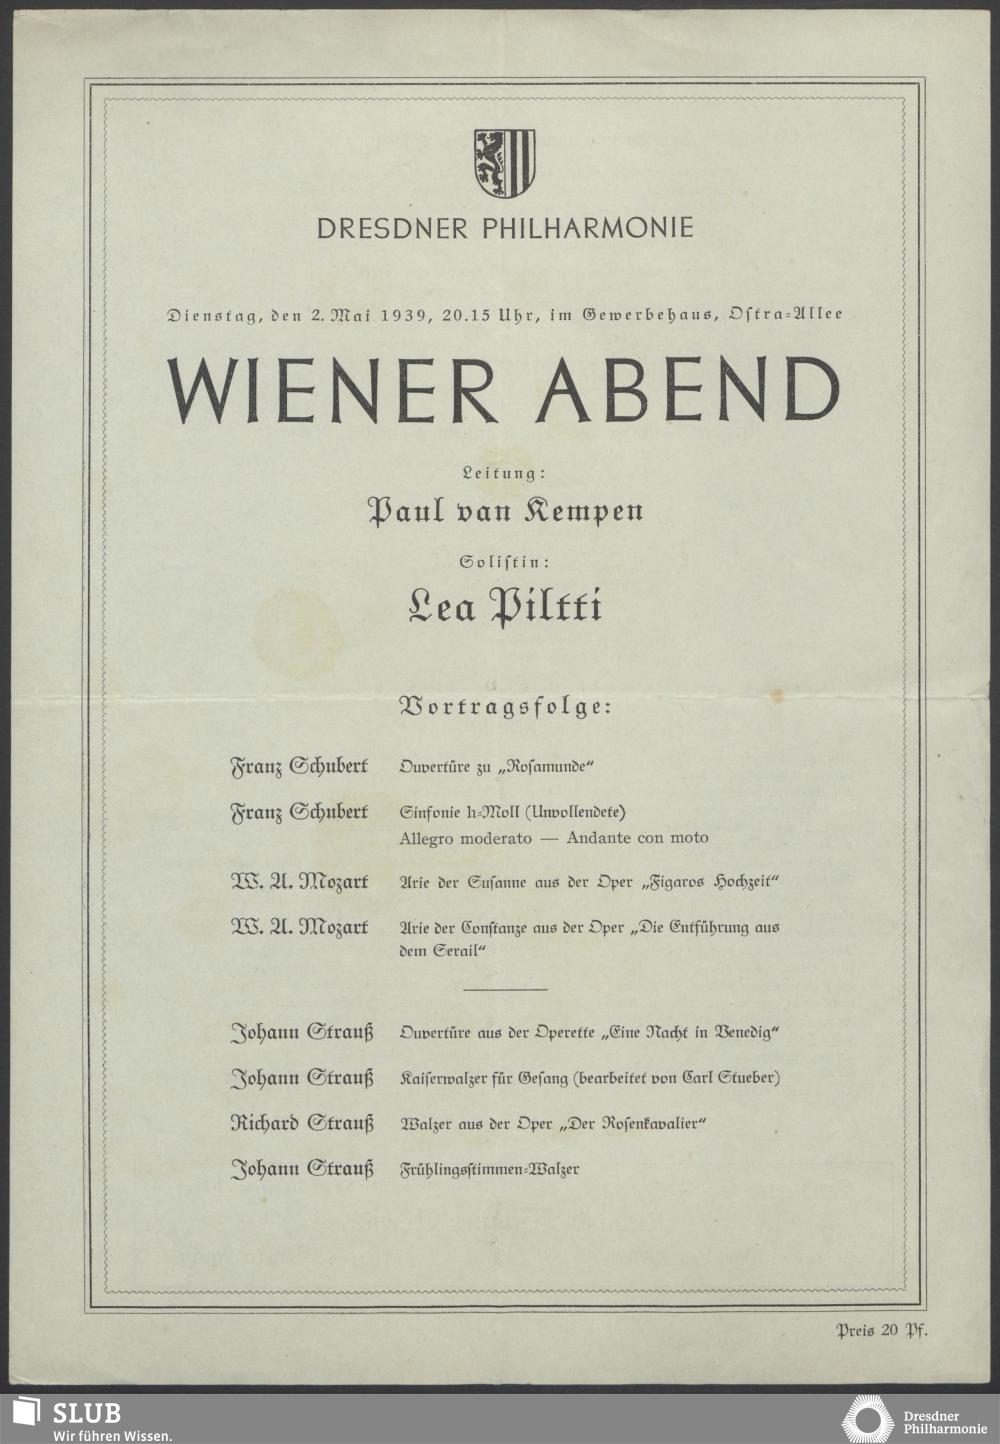 DRESDNER PHILHARMONIE
Dienstag, den 2. Mai 1939, 20.15 Uhr, im Gewerbehaus, Oſtra-Allee
WIENER ABEND
Leitung:
Paul van Kempen
Soliſtin:
Lea Piltti
Vortragsfolge:
Franz Schubert Ouvertüre zu „Roſamunde“
Franz Schubert Sinfonie h-Moll (Unvollendete)
Allegro moderato — Andante con moto
W. A. Mozart Arie der Suſanne aus der Oper „Figaros Hochzeit“
W. A. Mozart Arie der Conſtanze aus der Oper „Die Entführung aus
dem Serail“
Johann Strauß Ouvertüre aus der Operette „Eine Nacht in Venedig“
Johann Strauß Kaiſerwalzer für Geſang (bearbeitet von Carl Stueber)
Richard Strauß Walzer aus der Oper „Der Roſenkavalier“
Johann Strauß Frühlingsſtimmen-Walzer
Preis 20 Pf.
SLUB
Wir führen Wissen.
Dresdner
Philharmonie